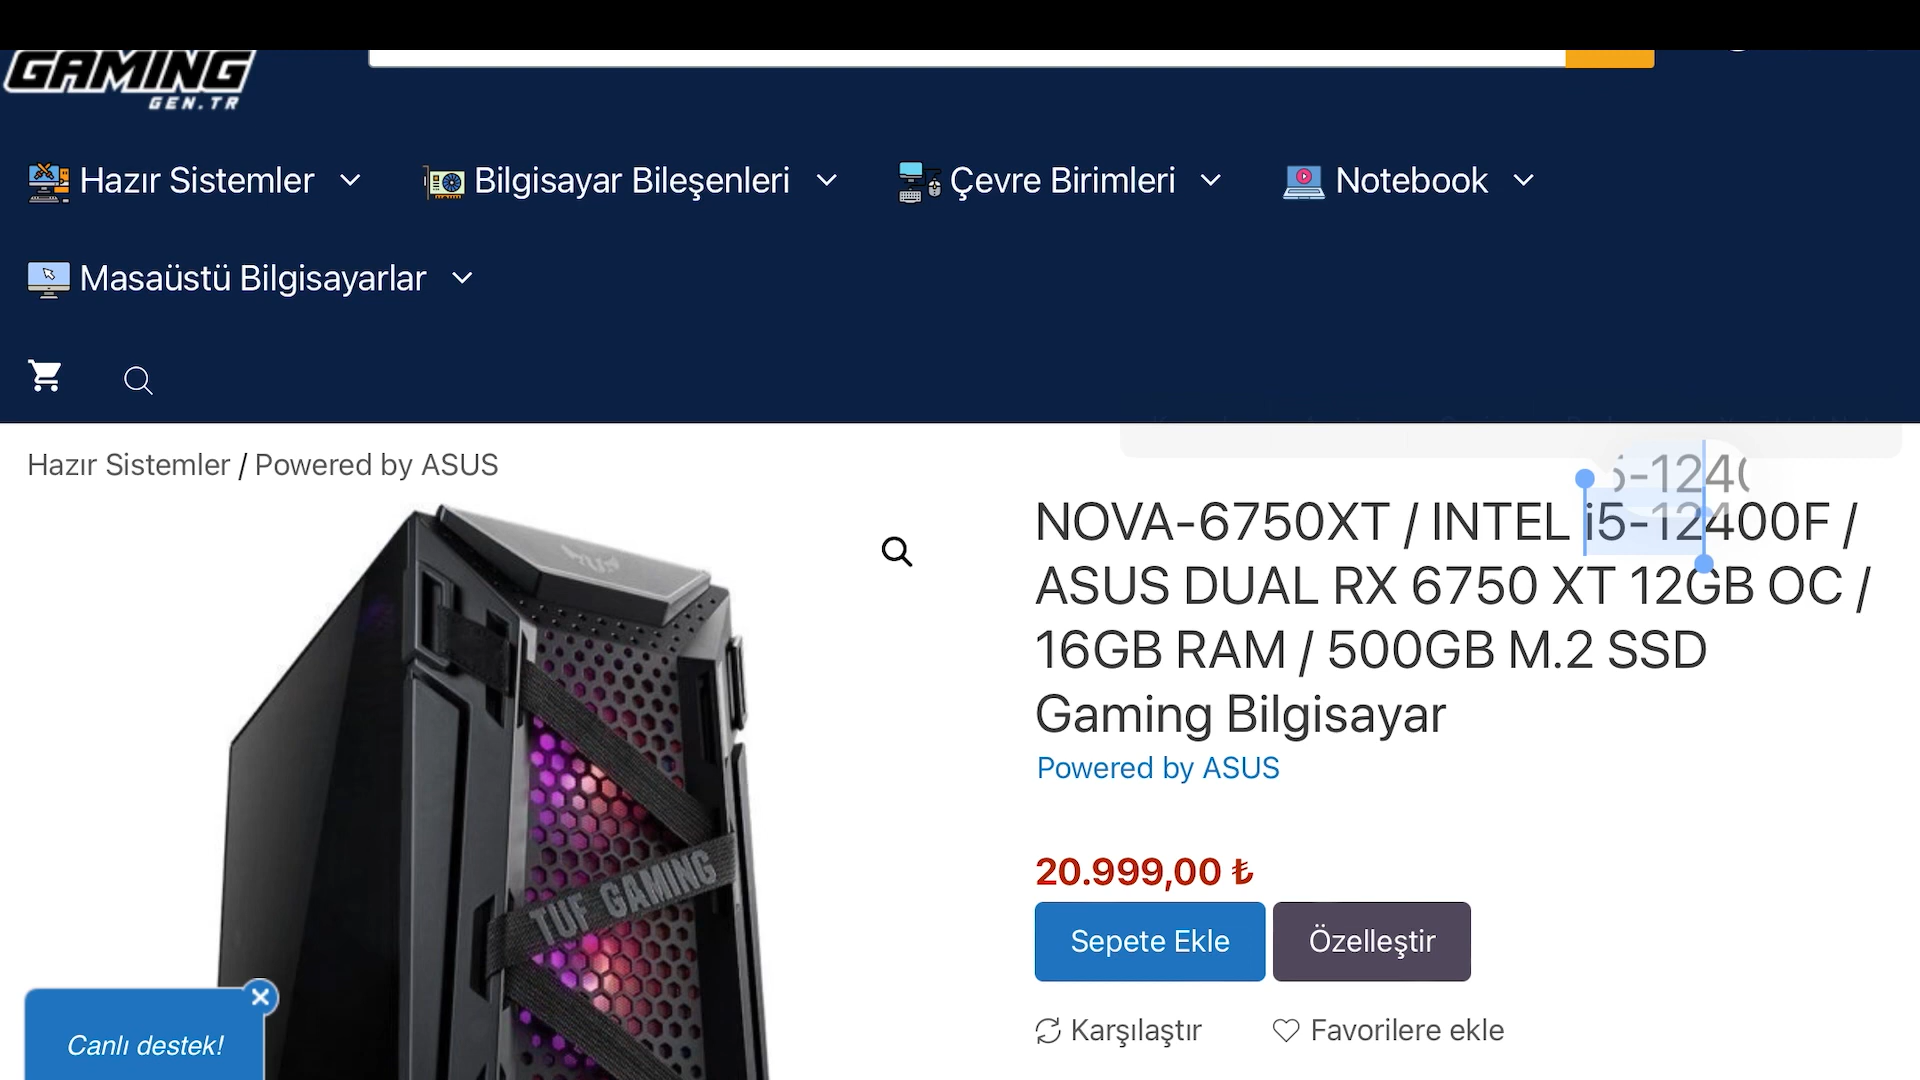 GAMING
GEN.TR
Hazır Sistemler
Bilgisayar Bileşenleri
Çevre Birimleri
Notebook
Masaüstü Bilgisayarlar
Hazır Sistemler / Powered by ASUS
NOVA-6750XT / INTEL i5-12400F /
ASUS DUAL RX 6750 XT 12GB OC /
16GB RAM / 500GB M.2 SSD
Gaming Bilgisayar
Powered by ASUS
20.999,00 ₺
Sepete Ekle
Özelleştir
Karşılaştır
Favorilere ekle
TUF GAMING
Canlı destek!